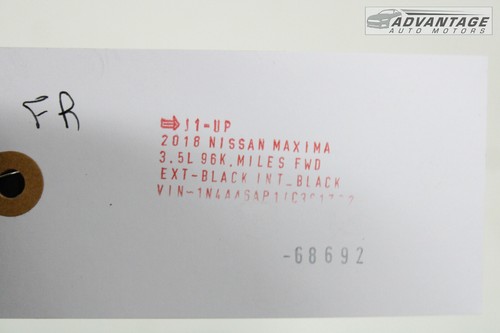 ADVANTAGE
AUTO MOTORS
FR
J1-UP
2018 NISSAN MAXIMA
3.5L 96K.MILES FWD
EXT-BLACK INT_BLACK
-68692